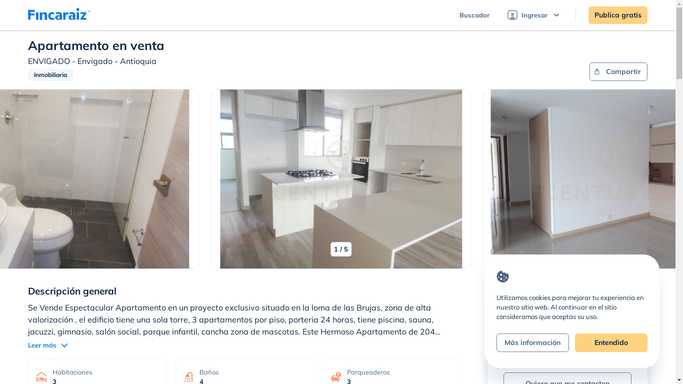 Fincaraiz
Buscador
Ingresar
Publica gratis
Apartamento en venta
ENVIGADO - Envigado - Antioquia
Inmobiliaria
Compartir
1 / 5
Descripción general
Se Vende Espectacular Apartamento en un proyecto exclusivo situado en la loma de las Brujas, zona de alta
valorización , el edificio tiene una sola torre, 3 apartamentos por piso, porteria 24 horas, tiene piscina, sauna,
jacuzzi, gimnasio, salón social, parque infantil, cancha zona de mascotas. Este Hermoso Apartamento de 204...
Leer más
Habitaciones
3
Baños
4
Parqueaderos
3
Utilizamos cookies para mejorar tu experiencia en
nuestro sitio web. Al continuar en el sitio
consideramos que aceptas su uso.
Más información
Entendido
Quiero que me contacten